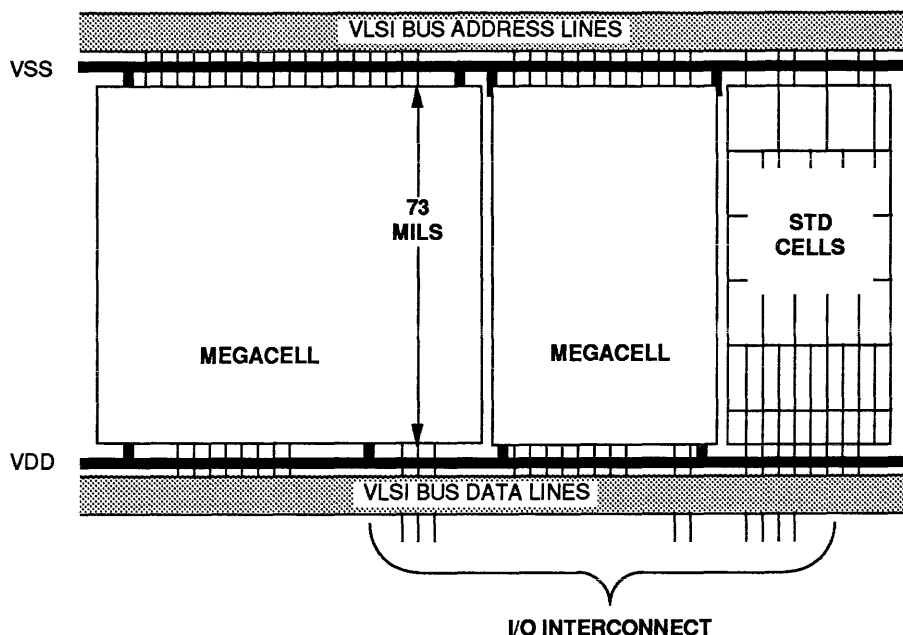 VLSI BUS ADDRESS LINES
VSS
73
MILS
STD
CELLS
MEGACELL
MEGACELL
VDD
VLSI BUS DATA LINES
I/O INTERCONNECT